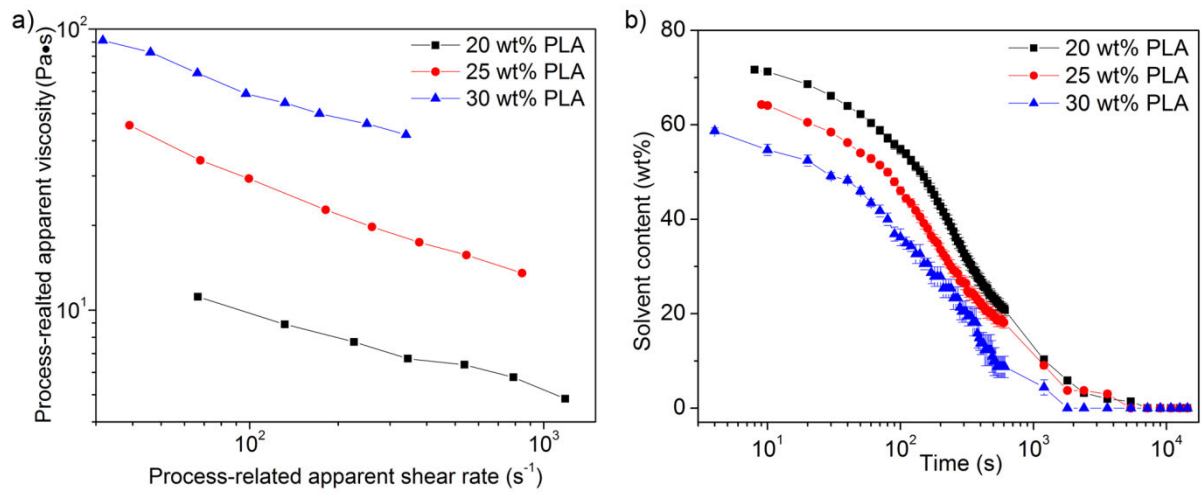 a)
Process-realted apparent viscosity (Pa•s)
10²
10¹
20 wt% PLA
25 wt% PLA
30 wt% PLA
10² 10³
Process-related apparent shear rate (s⁻¹)
b)
Solvent content (wt%)
80
60
40
20
0
20 wt% PLA
25 wt% PLA
30 wt% PLA
10¹ 10² 10³ 10⁴
Time (s)